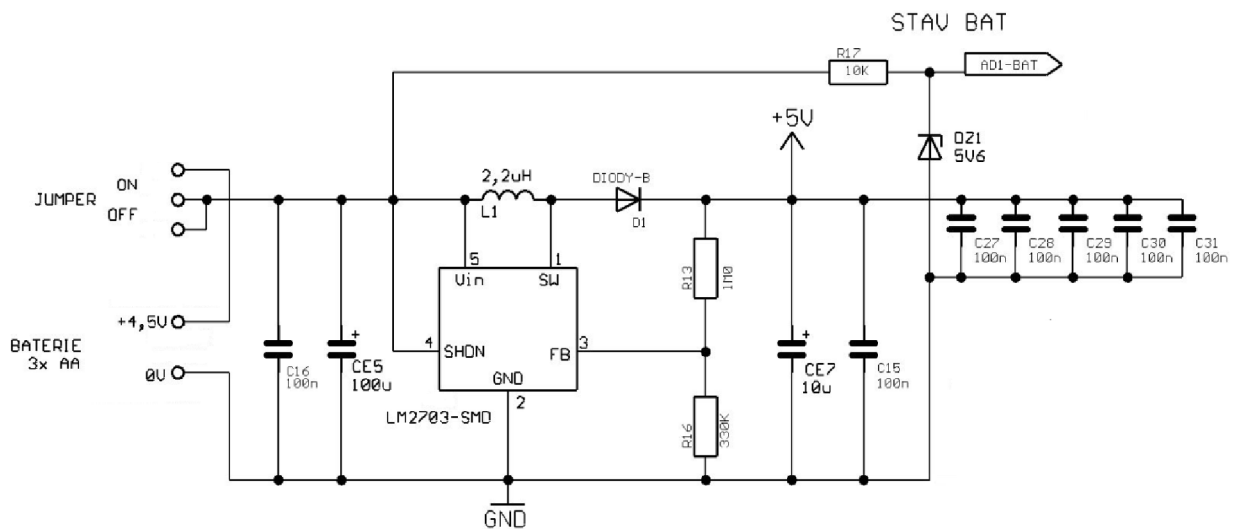 STAV BAT
R17
10K
AD1-BAT
+5V
DZ1
5V6
JUMPER
ON
OFF
2,2uH
L1
DIODY-B
D1
5
1
Vin
SW
R13
1M0
C27
100n
C28
100n
C29
100n
C30
100n
C31
100n
+4,5V
BATERIE
3x AA
0V
C16
100n
+
CE5
100u
4
SHDN
FB
3
GND
2
LM2703-SMD
R16
330K
+
CE7
10u
C15
100n
GND